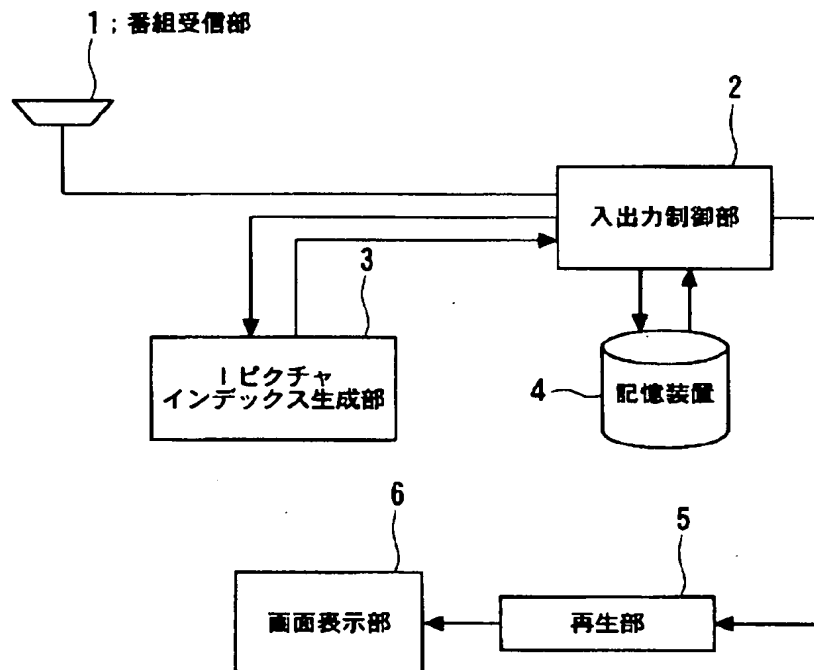 1；番組受信部
2
入出力制御部
3
Iピクチャ
インデックス生成部
4
記憶装置
6
5
画面表示部
再生部